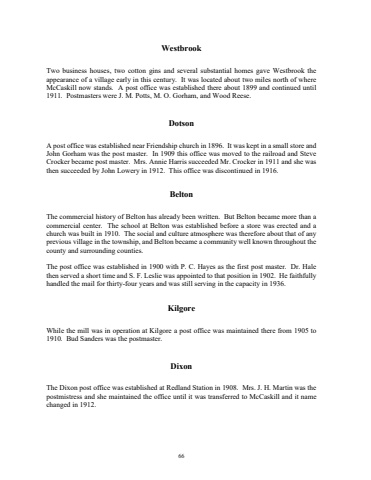 Westbrook
Two business houses, two cotton gins and several substantial homes gave Westbrook the
appearance of a village early in this century. It was located about two miles north of where
McCaskill now stands. A post office was established there about 1899 and continued until
1911. Postmasters were J. M. Potts, M. O. Gorham, and Wood Reese.
Dotson
A post office was established near Friendship church in 1896. It was kept in a small store and
John Gorham was the post master. In 1909 this office was moved to the railroad and Steve
Crocker became post master. Mrs. Annie Harris succeeded Mr. Crocker in 1911 and she was
then succeeded by John Lowery in 1912. This office was discontinued in 1916.
Belton
The commercial history of Belton has already been written. But Belton became more than a
commercial center. The school at Belton was established before a store was erected and a
church was built in 1910. The social and culture atmosphere was therefore about that of any
previous village in the township, and Belton became a community well known throughout the
county and surrounding counties.
The post office was established in 1900 with P. C. Hayes as the first post master. Dr. Hale
then served a short time and S. F. Leslie was appointed to that position in 1902. He faithfully
handled the mail for thirty-four years and was still serving in the capacity in 1936.
Kilgore
While the mill was in operation at Kilgore a post office was maintained there from 1905 to
1910. Bud Sanders was the postmaster.
Dixon
The Dixon post office was established at Redland Station in 1908. Mrs. J. H. Martin was the
postmistress and she maintained the office until it was transferred to McCaskill and it name
changed in 1912.
66